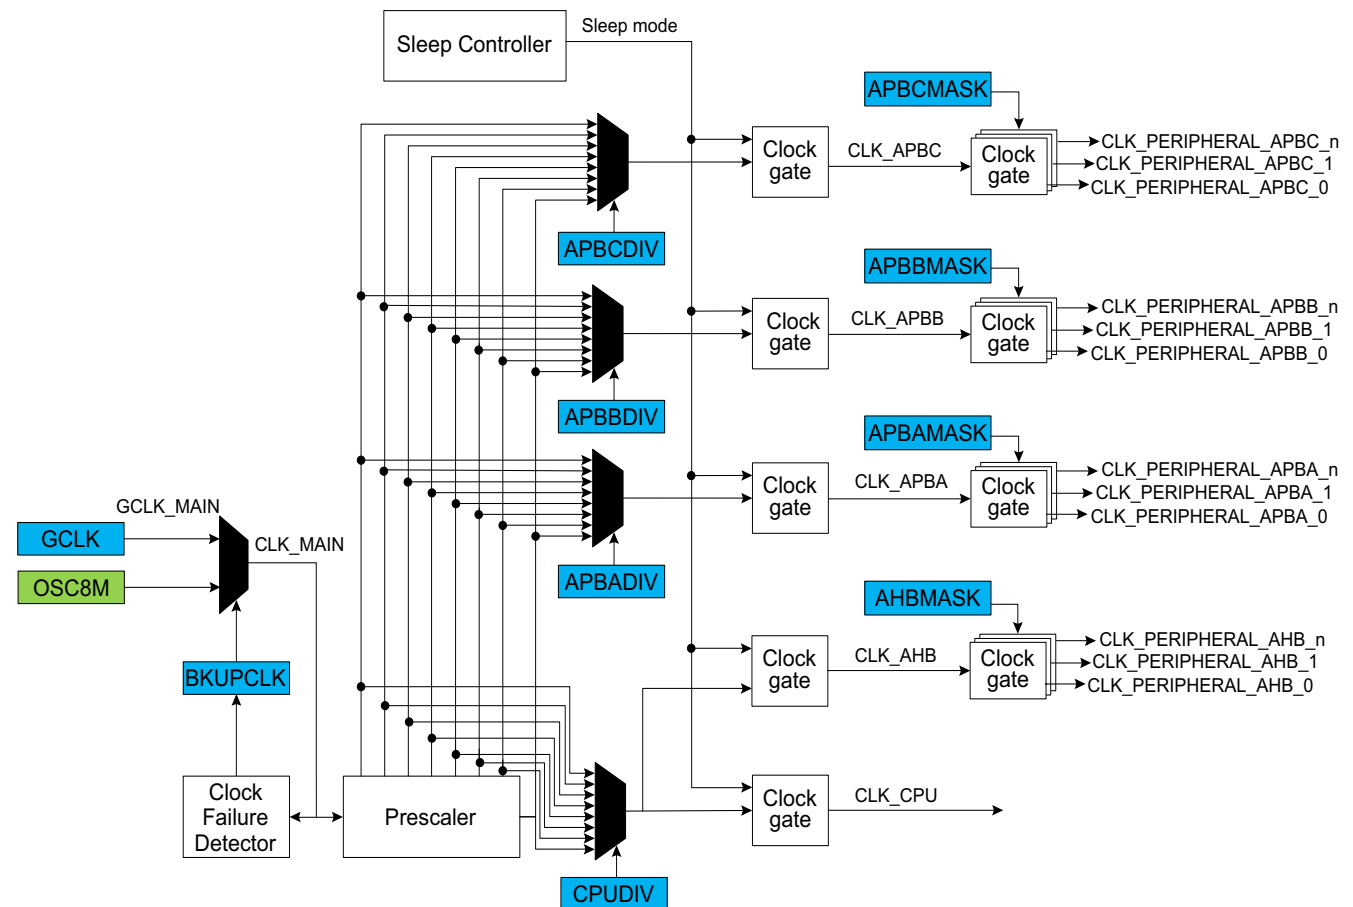 Sleep Controller
Sleep mode
APBCMASK
Clock
gate
CLK_APBC
Clock
gate
CLK_PERIPHERAL_APBC_n
CLK_PERIPHERAL_APBC_1
CLK_PERIPHERAL_APBC_0
APBCDIV
APBBMASK
Clock
gate
CLK_APBB
Clock
gate
CLK_PERIPHERAL_APBB_n
CLK_PERIPHERAL_APBB_1
CLK_PERIPHERAL_APBB_0
APBBDIV
APBAMASK
Clock
gate
CLK_APBA
Clock
gate
CLK_PERIPHERAL_APBA_n
CLK_PERIPHERAL_APBA_1
CLK_PERIPHERAL_APBA_0
APBADIV
GCLK_MAIN
GCLK
CLK_MAIN
OSC8M
BKUPCLK
AHBMASK
Clock
gate
CLK_AHB
Clock
gate
CLK_PERIPHERAL_AHB_n
CLK_PERIPHERAL_AHB_1
CLK_PERIPHERAL_AHB_0
Clock
Failure
Detector
Prescaler
Clock
gate
CLK_CPU
CPUDIV